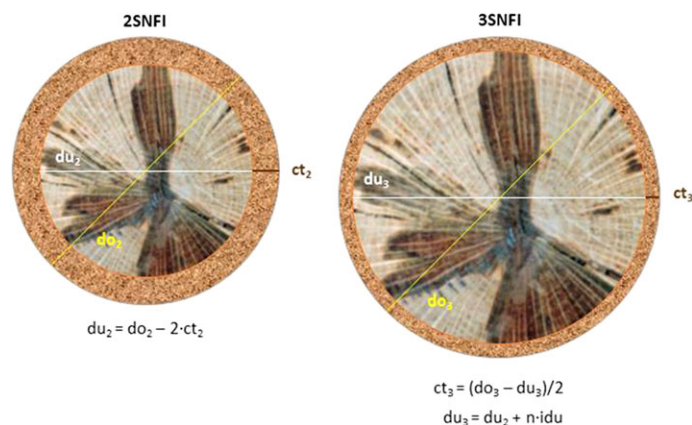 2SNFI
3SNFI
du₂
ct₂
do₂
du₃
ct₃
do₃
du₂ = do₂ – 2·ct₂
ct₃ = (do₃ – du₃)/2
du₃ = du₂ + n·idu